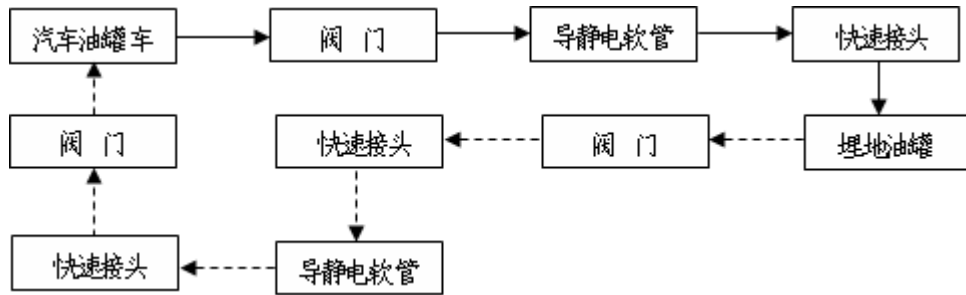 汽车油罐车
阀 门
导静电软管
快速接头
阀 门
快速接头
阀 门
埋地油罐
快速接头
导静电软管